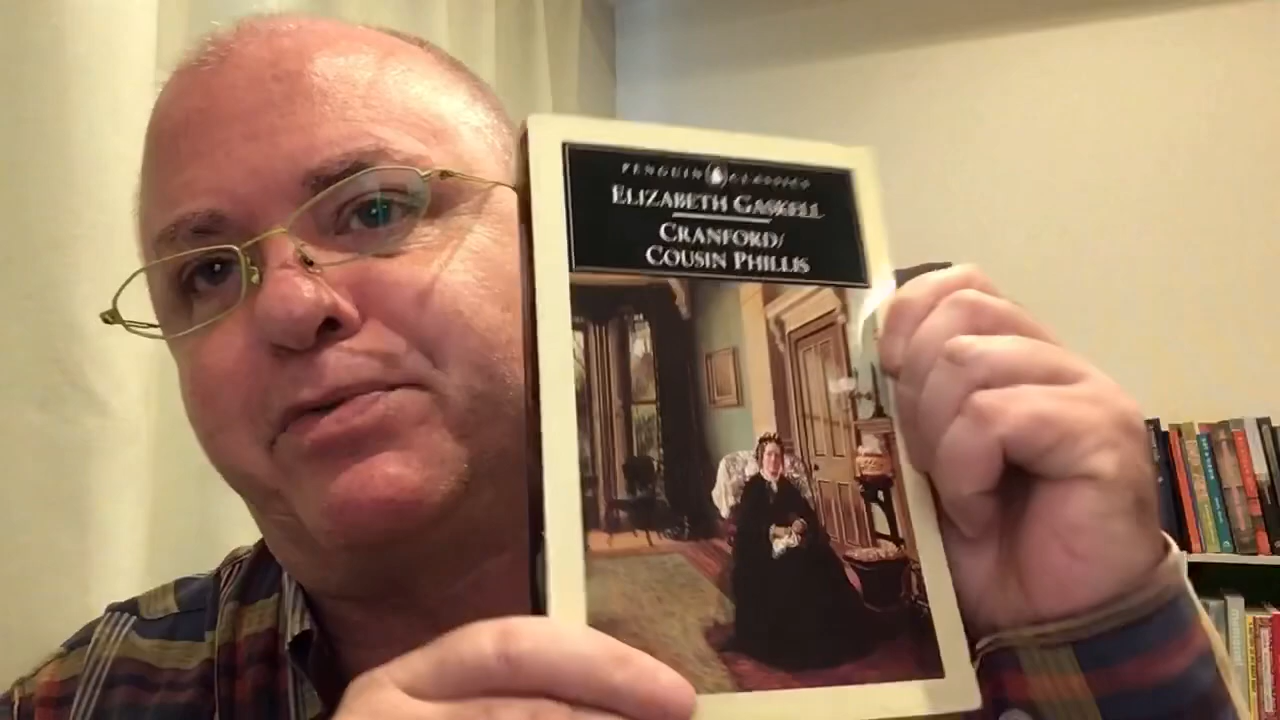 PENGUIN CLASSICS
ELIZABETH GASKELL
CRANFORD/
COUSIN PHILLIS